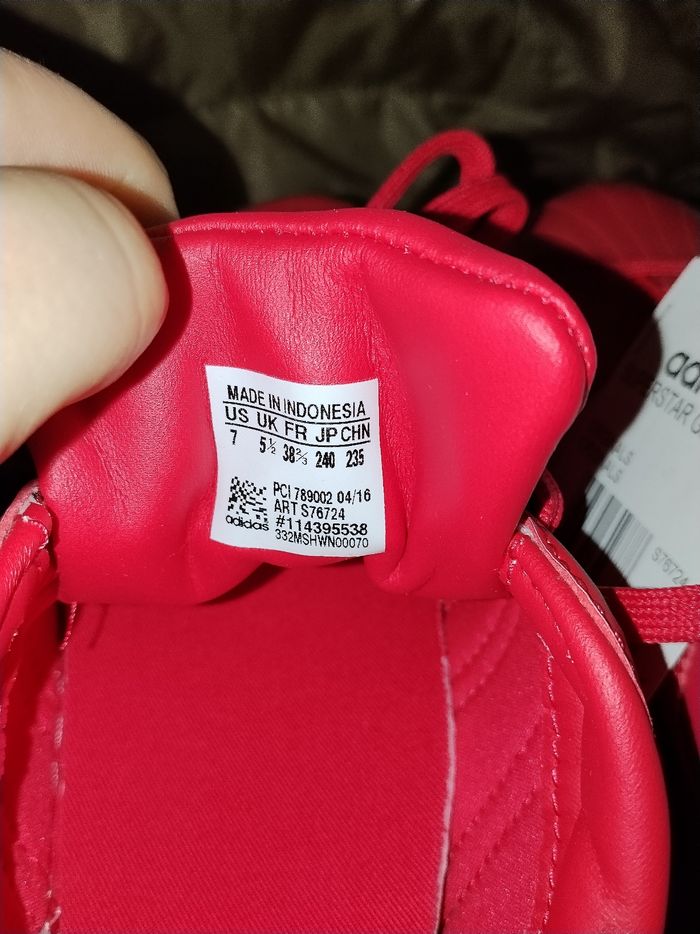 MADE IN INDONESIA
US UK FR JP CHN
7 5½ 38⅔ 240 235
PCI 789002 04/16
ART S76724
adidas #114395538
332MSHWN00070
S76724